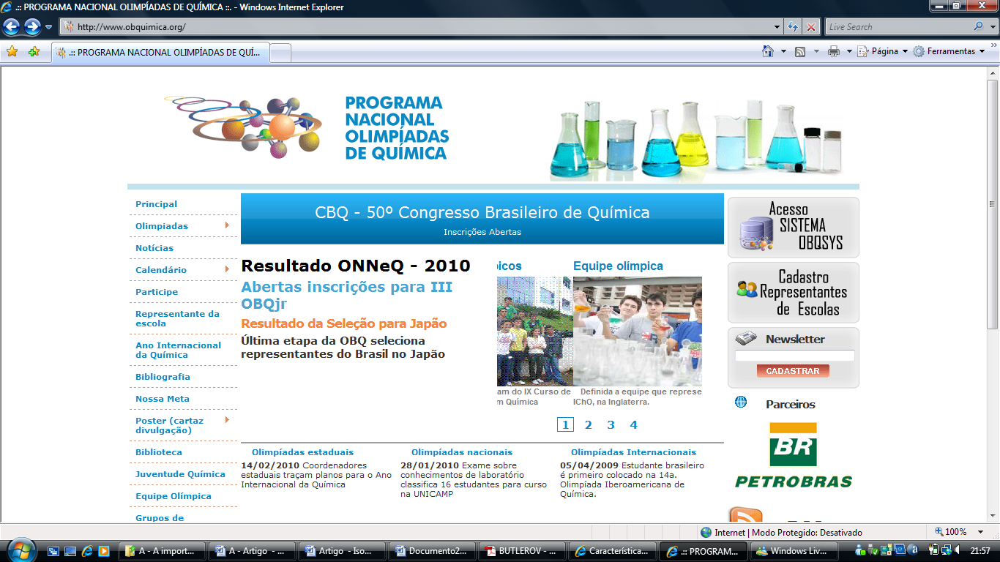 .:: PROGRAMA NACIONAL OLIMPÍADAS DE QUÍMICA ::. - Windows Internet Explorer
http://www.obquimica.org/
Live Search
.:: PROGRAMA NACIONAL OLIMPÍADAS DE QUÍ...
Página
Ferramentas
PROGRAMA
NACIONAL
OLIMPÍADAS
DE QUÍMICA
Principal
Olimpiadas
Notícias
Calendário
Participe
Representante da
escola
Ano Internacional
da Química
Bibliografia
Nossa Meta
Poster (cartaz
divulgação)
Biblioteca
Juventude Química
Equipe Olímpica
Grupos de
CBQ - 50º Congresso Brasileiro de Química
Inscrições Abertas
Resultado ONNeQ - 2010
Abertas inscrições para III
OBQjr
Resultado da Seleção para Japão
Última etapa da OBQ seleciona
representantes do Brasil no Japão
picos
Equipe olímpica
am do IX Curso de
m Química
Definida a equipe que represe
IChO, na Inglaterra.
1 2 3 4
Olimpíadas estaduais
14/02/2010 Coordenadores
estaduais traçam planos para o Ano
Internacional da Química
Olimpíadas nacionais
28/01/2010 Exame sobre
conhecimentos de laboratório
classifica 16 estudantes para curso
na UNICAMP
Olimpíadas Internacionais
05/04/2009 Estudante brasileiro
é primeiro colocado na 14a.
Olimpíada Iberoamericana de
Química.
Acesso
SISTEMA
OBQSYS
Cadastro
Representantes
de Escolas
Newsletter
CADASTRAR
Parceiros
BR
PETROBRAS
Internet | Modo Protegido: Desativado
100%
A - A import...
A - Artigo - ...
Artigo - Iso...
Documento2...
BUTLEROV - ...
Característica...
.:: PROGRAM...
Windows Liv...
21:57